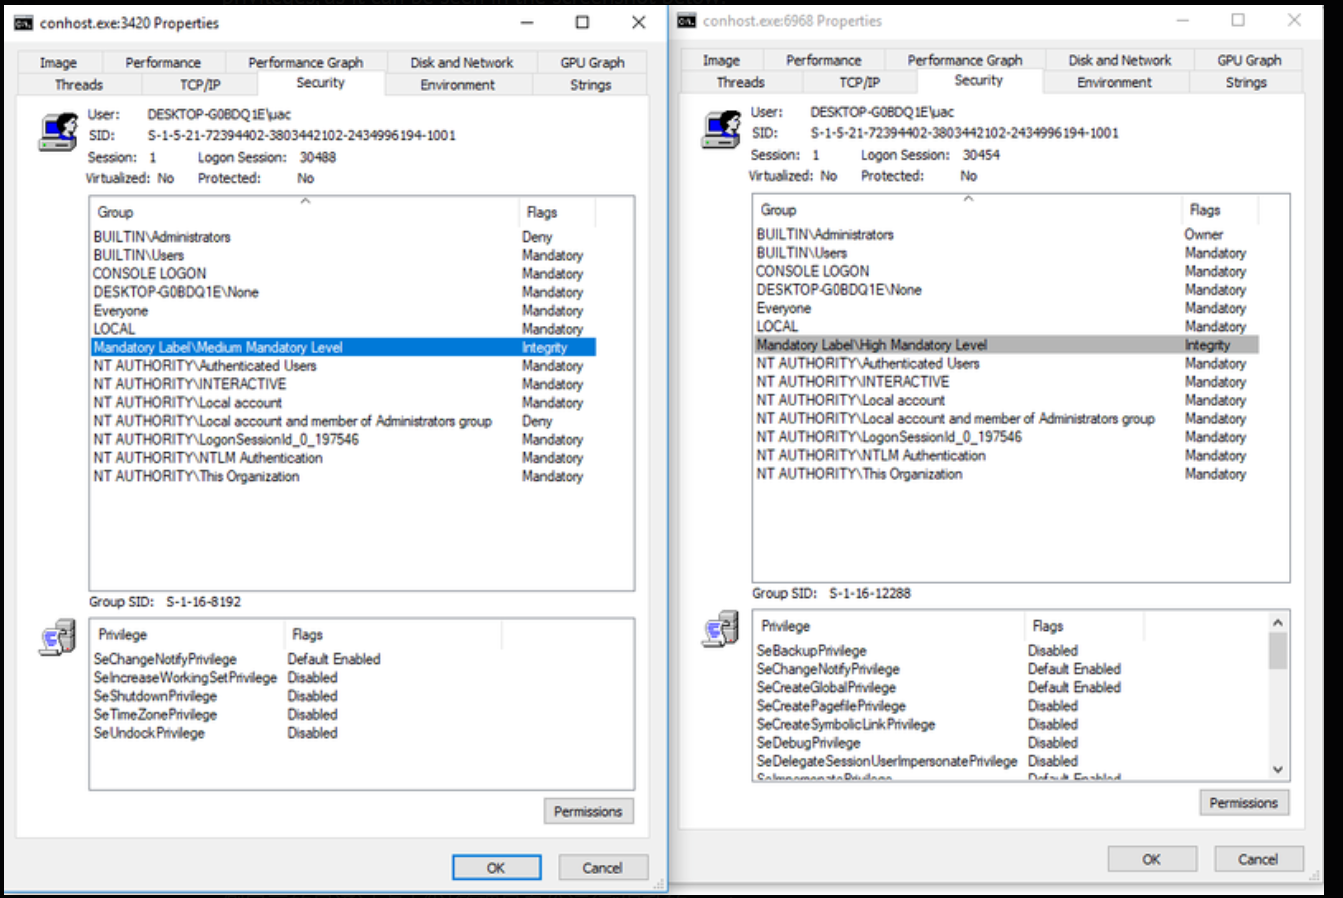 conhost.exe:3420 Properties
Image Performance Performance Graph Disk and Network GPU Graph
Threads TCP/IP Security Environment Strings
User: DESKTOP-G0BDQ1E\uac
SID: S-1-5-21-72394402-3803442102-2434996194-1001
Session: 1 Logon Session: 30488
Virtualized: No Protected: No
Group Flags
BUILTIN\Administrators Deny
BUILTIN\Users Mandatory
CONSOLE LOGON Mandatory
DESKTOP-G0BDQ1E\None Mandatory
Everyone Mandatory
LOCAL Mandatory
Mandatory Label\Medium Mandatory Level Integrity
NT AUTHORITY\Authenticated Users Mandatory
NT AUTHORITY\INTERACTIVE Mandatory
NT AUTHORITY\Local account Mandatory
NT AUTHORITY\Local account and member of Administrators group Deny
NT AUTHORITY\LogonSessionId_0_197546 Mandatory
NT AUTHORITY\NTLM Authentication Mandatory
NT AUTHORITY\This Organization Mandatory
Group SID: S-1-16-8192
Privilege Flags
SeChangeNotifyPrivilege Default Enabled
SeIncreaseWorkingSetPrivilege Disabled
SeShutdownPrivilege Disabled
SeTimeZonePrivilege Disabled
SeUndockPrivilege Disabled
Permissions
OK Cancel
conhost.exe:6968 Properties
Image Performance Performance Graph Disk and Network GPU Graph
Threads TCP/IP Security Environment Strings
User: DESKTOP-G0BDQ1E\uac
SID: S-1-5-21-72394402-3803442102-2434996194-1001
Session: 1 Logon Session: 30454
Virtualized: No Protected: No
Group Flags
BUILTIN\Administrators Owner
BUILTIN\Users Mandatory
CONSOLE LOGON Mandatory
DESKTOP-G0BDQ1E\None Mandatory
Everyone Mandatory
LOCAL Mandatory
Mandatory Label\High Mandatory Level Integrity
NT AUTHORITY\Authenticated Users Mandatory
NT AUTHORITY\INTERACTIVE Mandatory
NT AUTHORITY\Local account Mandatory
NT AUTHORITY\Local account and member of Administrators group Mandatory
NT AUTHORITY\LogonSessionId_0_197546 Mandatory
NT AUTHORITY\NTLM Authentication Mandatory
NT AUTHORITY\This Organization Mandatory
Group SID: S-1-16-12288
Privilege Flags
SeBackupPrivilege Disabled
SeChangeNotifyPrivilege Default Enabled
SeCreateGlobalPrivilege Default Enabled
SeCreatePagefilePrivilege Disabled
SeCreateSymbolicLinkPrivilege Disabled
SeDebugPrivilege Disabled
SeDelegateSessionUserImpersonatePrivilege Disabled
SeImpersonatePrivilege Default Enabled
Permissions
OK Cancel